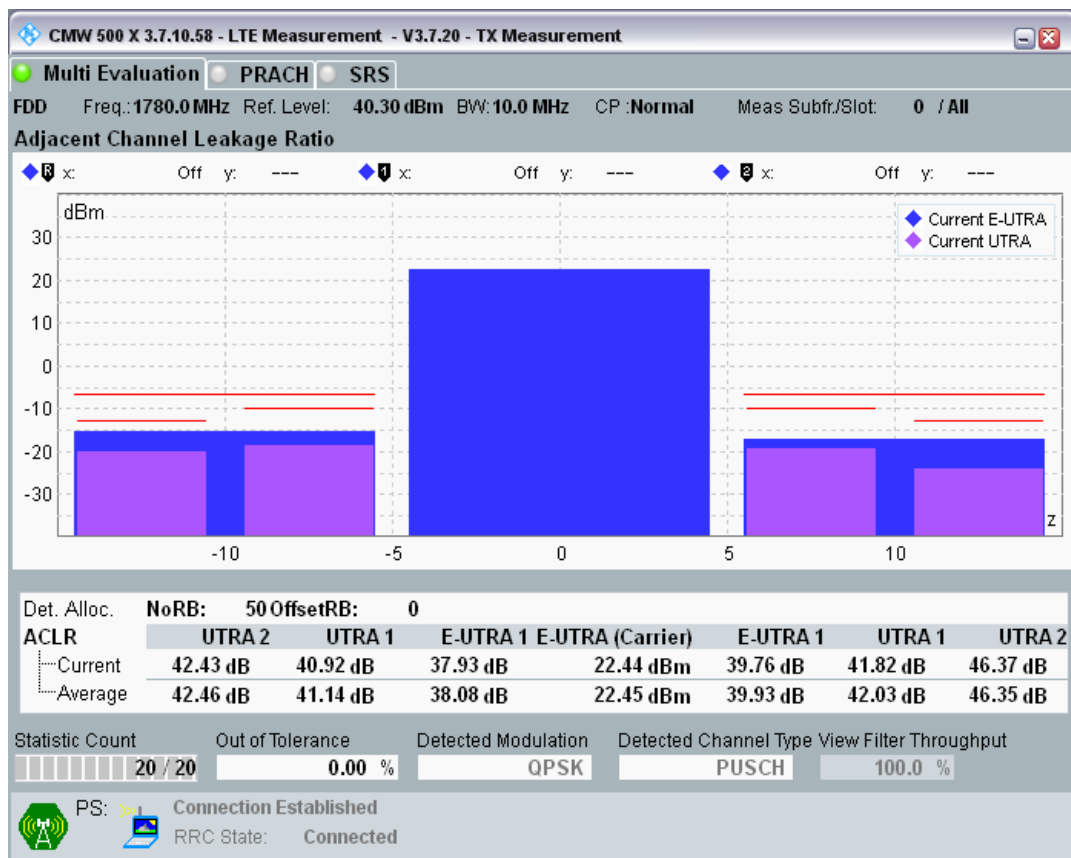 CMW 500 X 3.7.10.58 - LTE Measurement - V3.7.20 - TX Measurement
Multi Evaluation PRACH SRS
FDD Freq.: 1780.0 MHz Ref. Level: 40.30 dBm BW: 10.0 MHz CP :Normal Meas Subfr./Slot: 0 / All
Adjacent Channel Leakage Ratio
R x: Off y: --- 1 x: Off y: --- 2 x: Off y: ---
dBm
Current E-UTRA
Current UTRA
30
20
10
0
-10
-20
-30
z
-10 -5 0 5 10
Det. Alloc. NoRB: 50 OffsetRB: 0
ACLR UTRA 2 UTRA 1 E-UTRA 1 E-UTRA (Carrier) E-UTRA 1 UTRA 1 UTRA 2
Current 42.43 dB 40.92 dB 37.93 dB 22.44 dBm 39.76 dB 41.82 dB 46.37 dB
Average 42.46 dB 41.14 dB 38.08 dB 22.45 dBm 39.93 dB 42.03 dB 46.35 dB
Statistic Count Out of Tolerance Detected Modulation Detected Channel Type View Filter Throughput
20 / 20 0.00 % QPSK PUSCH 100.0 %
PS: Connection Established
RRC State: Connected